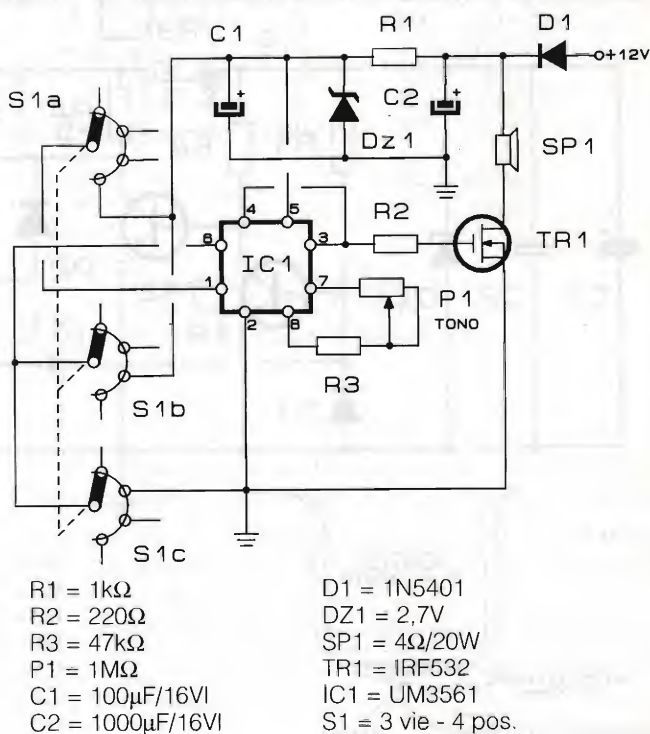 C1
R1
D1
+12V
S1a
+
C2
+
Dz1
SP1
4
5
R2
6
3
TR1
IC1
1
7
P1
TONO
2
8
R3
S1b
S1c
R1 = 1kΩ
R2 = 220Ω
R3 = 47kΩ
P1 = 1MΩ
C1 = 100µF/16Vl
C2 = 1000µF/16Vl
D1 = 1N5401
DZ1 = 2,7V
SP1 = 4Ω/20W
TR1 = IRF532
IC1 = UM3561
S1 = 3 vie - 4 pos.